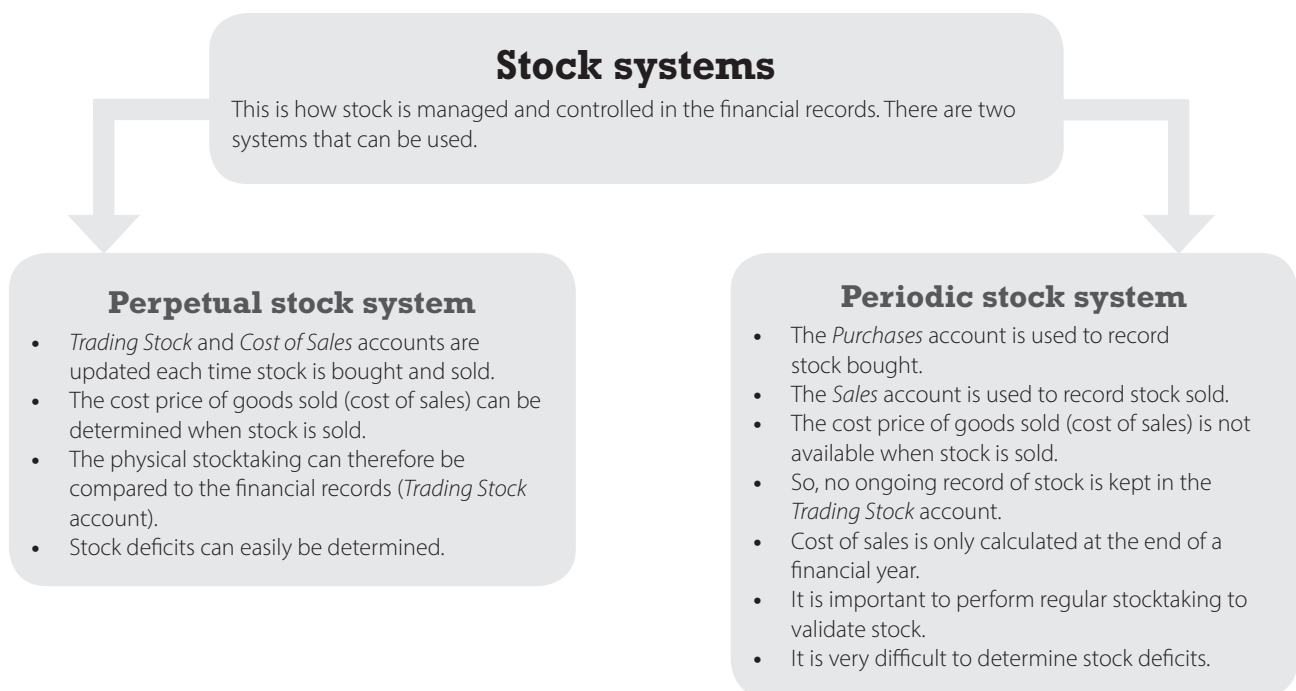 Stock systems
This is how stock is managed and controlled in the financial records. There are two
systems that can be used.
Perpetual stock system
• Trading Stock and Cost of Sales accounts are
updated each time stock is bought and sold.
• The cost price of goods sold (cost of sales) can be
determined when stock is sold.
• The physical stocktaking can therefore be
compared to the financial records (Trading Stock
account).
• Stock deficits can easily be determined.
Periodic stock system
• The Purchases account is used to record
stock bought.
• The Sales account is used to record stock sold.
• The cost price of goods sold (cost of sales) is not
available when stock is sold.
• So, no ongoing record of stock is kept in the
Trading Stock account.
• Cost of sales is only calculated at the end of a
financial year.
• It is important to perform regular stocktaking to
validate stock.
• It is very difficult to determine stock deficits.